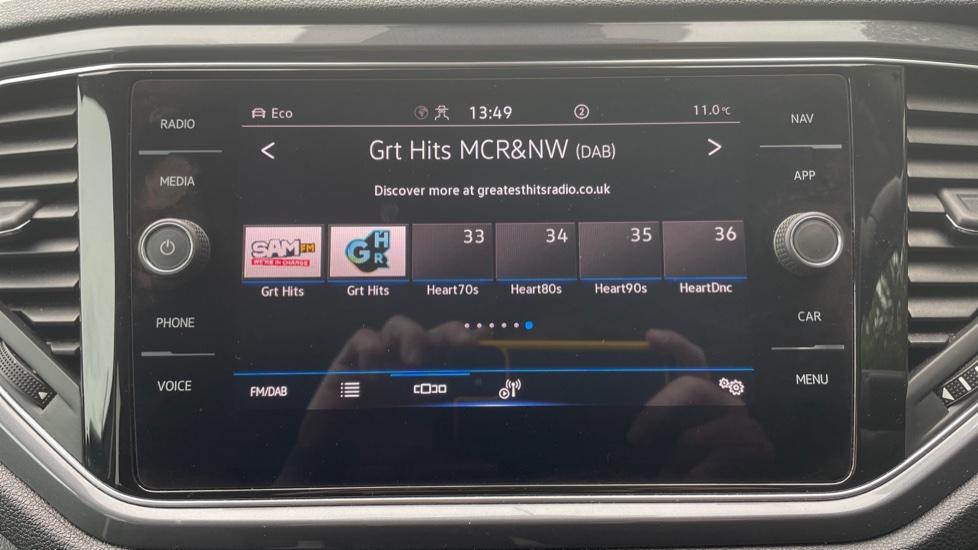 RADIO
MEDIA
PHONE
VOICE
Eco 13:49 2 11.0°C
< Grt Hits MCR&NW (DAB) >
Discover more at greatesthitsradio.co.uk
SAM FM
WE'RE IN CHANGE
GHR
33 34 35 36
Grt Hits Grt Hits Heart70s Heart80s Heart90s HeartDnc
FM/DAB
NAV
APP
CAR
MENU